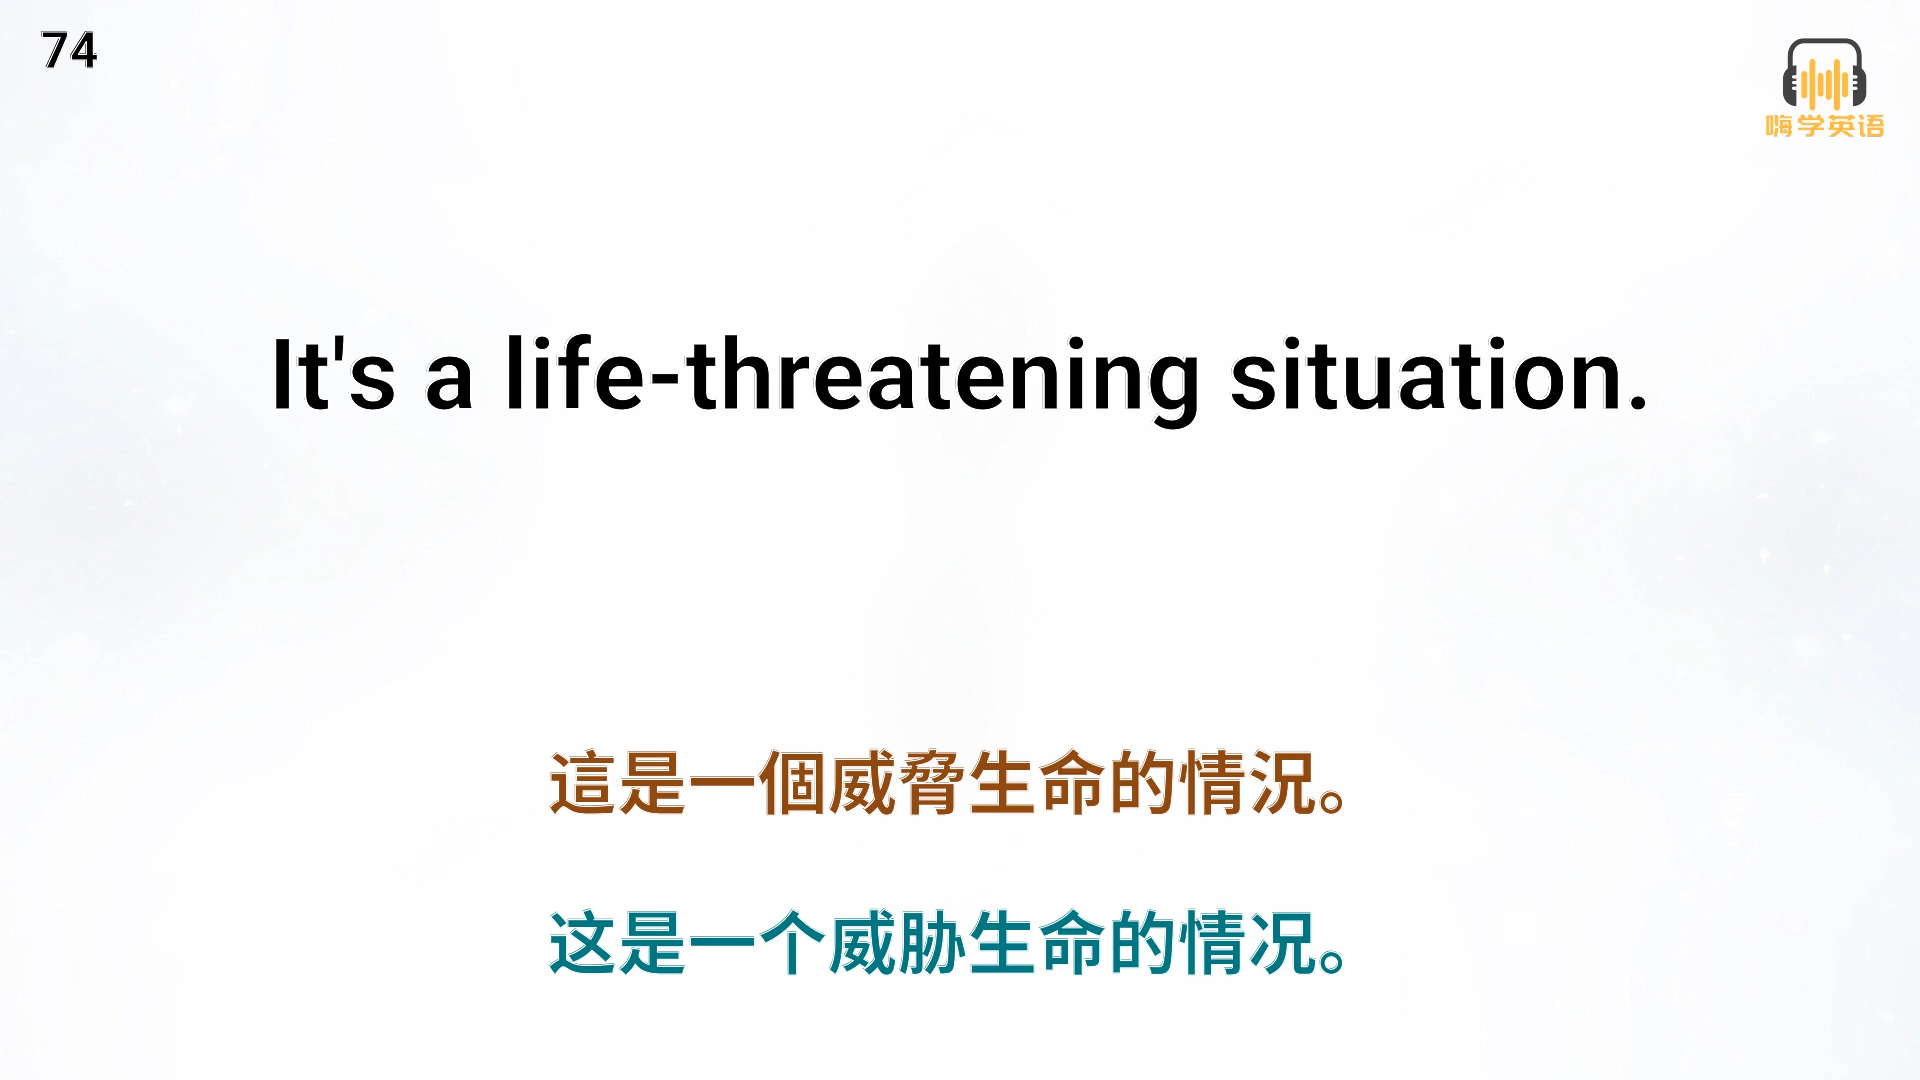 74
嗨学英语
It's a life-threatening situation.
這是一個威脅生命的情況。
这是一个威胁生命的情况。